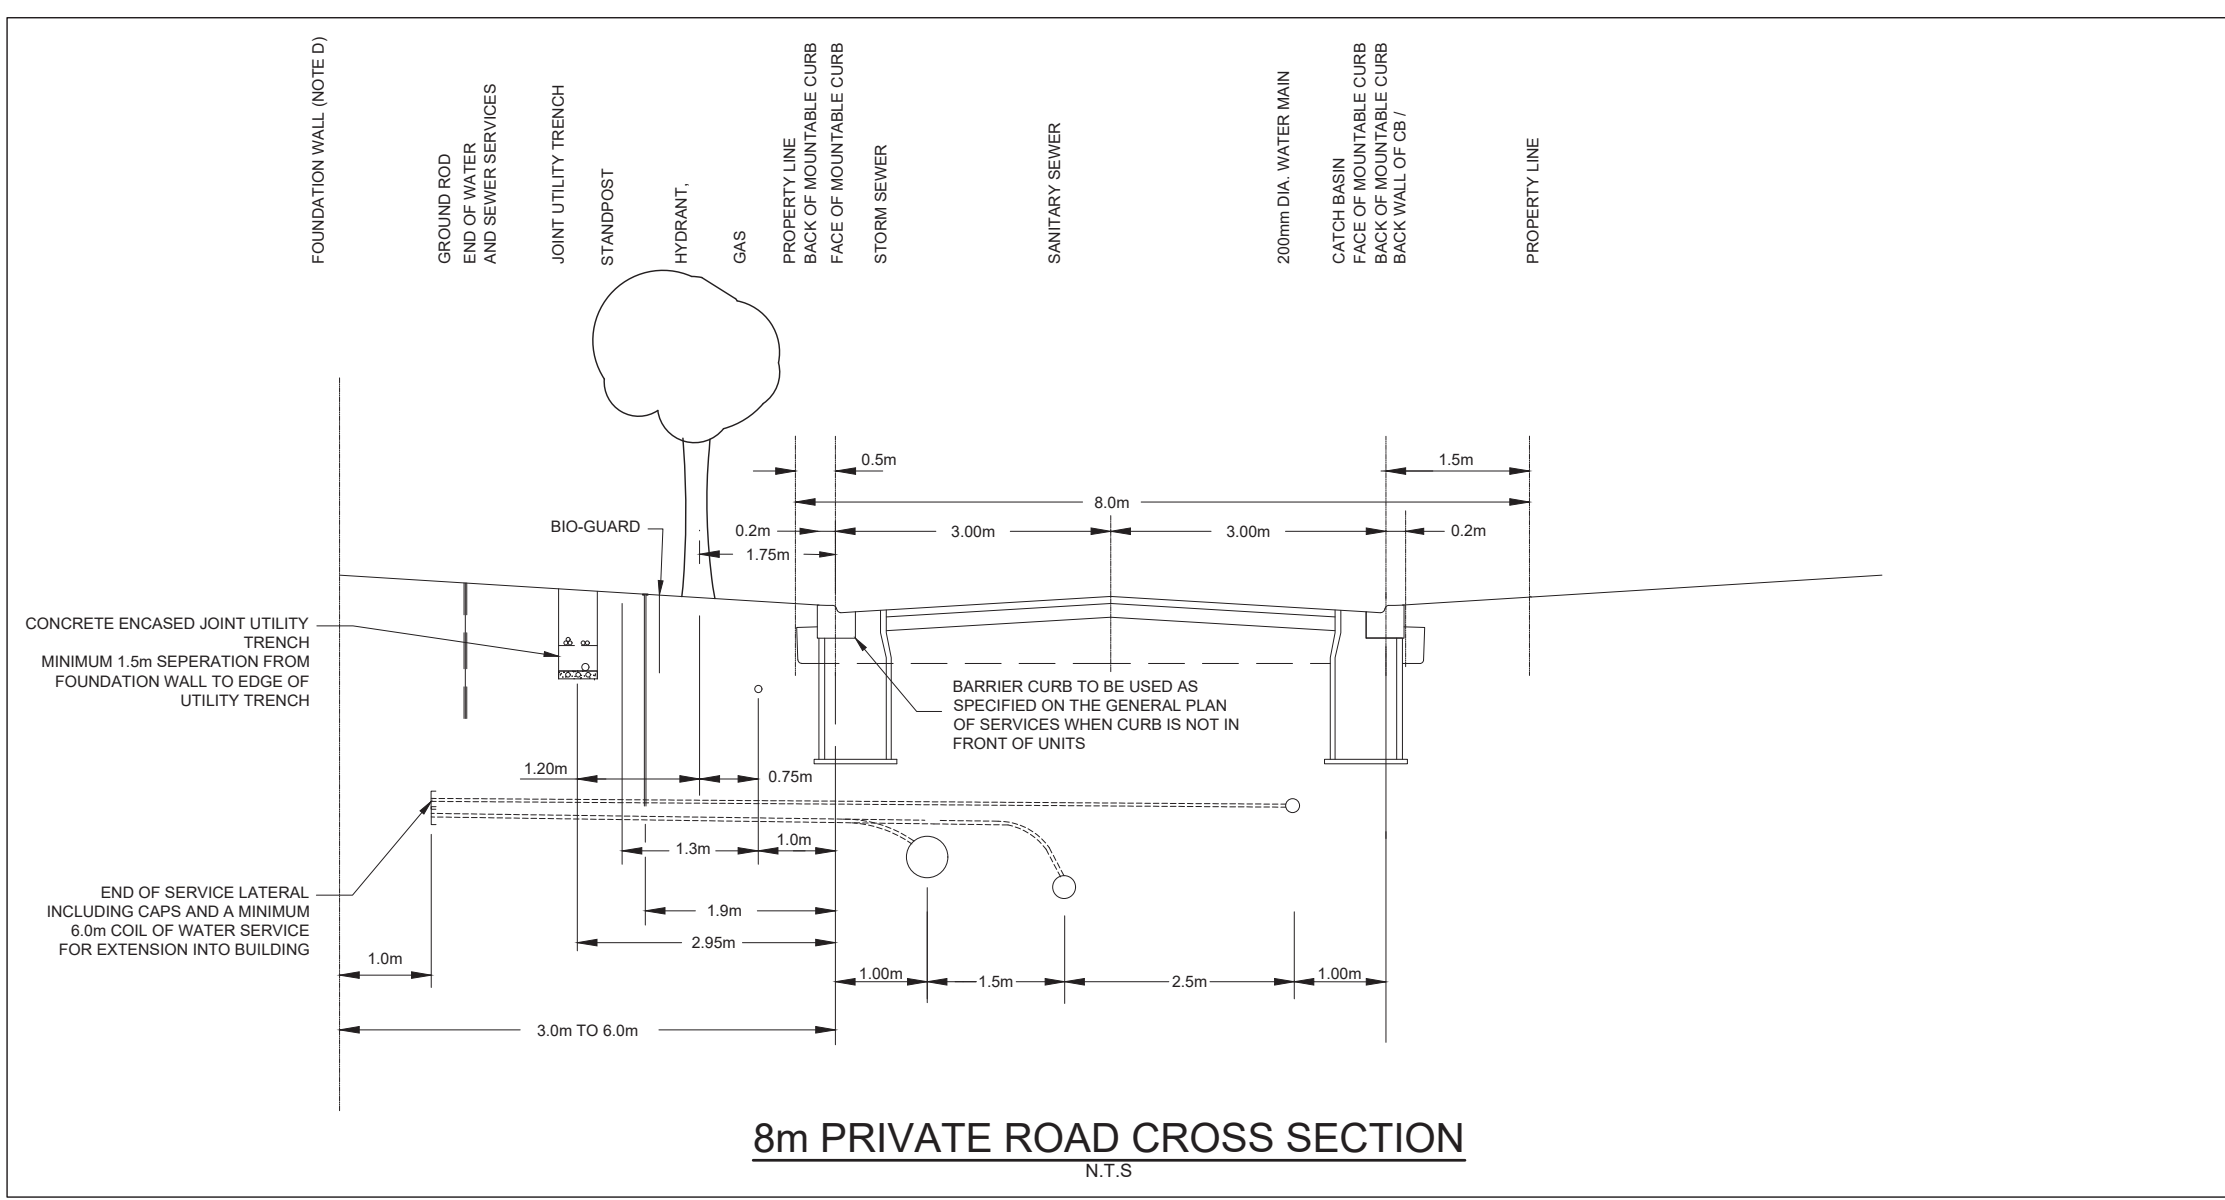 FOUNDATION WALL (NOTE D)
GROUND ROD
END OF WATER
AND SEWER SERVICES
JOINT UTILITY TRENCH
STANDPOST
HYDRANT,
GAS
PROPERTY LINE
BACK OF MOUNTABLE CURB
FACE OF MOUNTABLE CURB
STORM SEWER
SANITARY SEWER
200mm DIA. WATER MAIN
CATCH BASIN
FACE OF MOUNTABLE CURB
BACK OF MOUNTABLE CURB
BACK WALL OF CB /
PROPERTY LINE
0.5m
1.5m
8.0m
BIO-GUARD
0.2m
3.00m
3.00m
0.2m
1.75m
CONCRETE ENCASED JOINT UTILITY
TRENCH
MINIMUM 1.5m SEPERATION FROM
FOUNDATION WALL TO EDGE OF
UTILITY TRENCH
BARRIER CURB TO BE USED AS
SPECIFIED ON THE GENERAL PLAN
OF SERVICES WHEN CURB IS NOT IN
FRONT OF UNITS
1.20m
0.75m
1.3m
1.0m
END OF SERVICE LATERAL
INCLUDING CAPS AND A MINIMUM
6.0m COIL OF WATER SERVICE
FOR EXTENSION INTO BUILDING
1.9m
2.95m
1.0m
1.00m
1.5m
2.5m
1.00m
3.0m TO 6.0m
8m PRIVATE ROAD CROSS SECTION
N.T.S